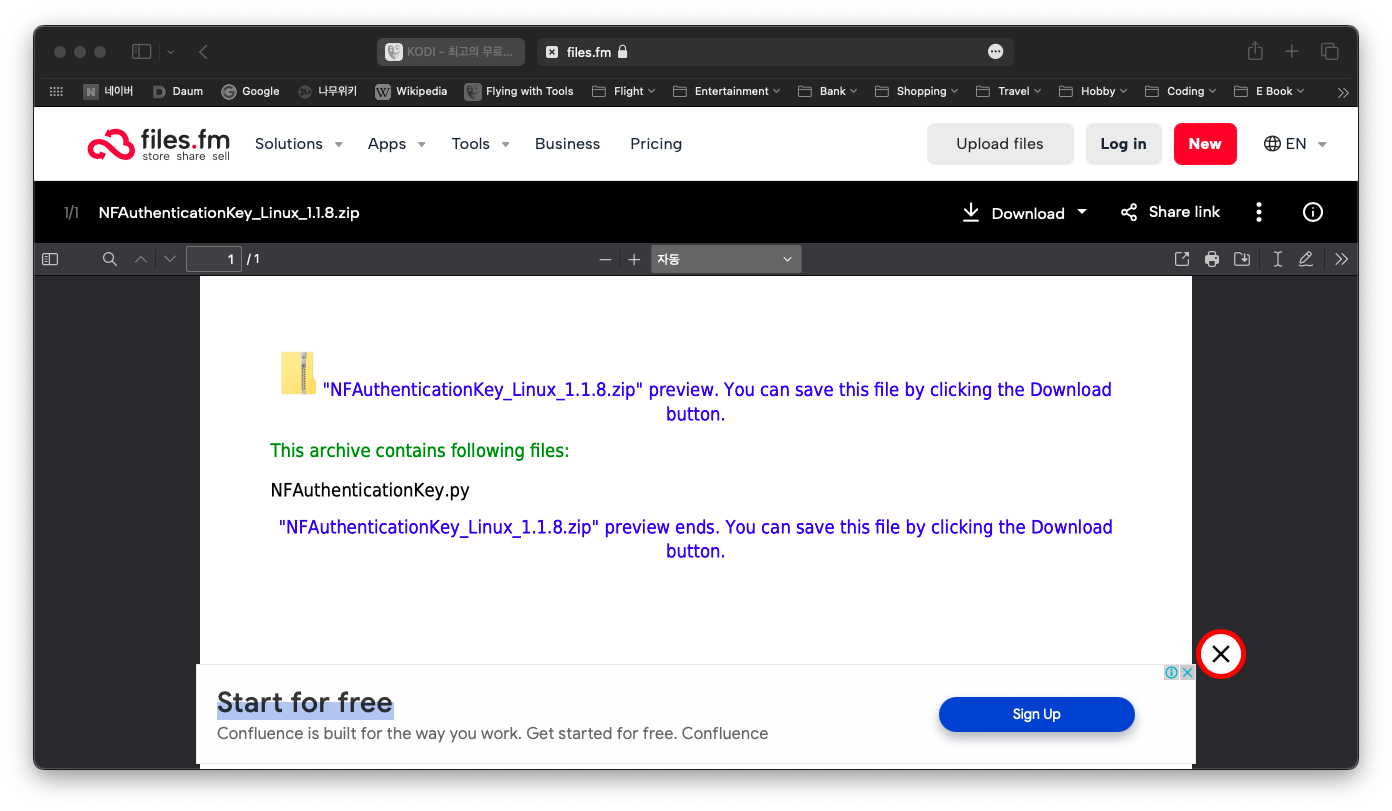 KODI - 최고의 무료...
files.fm
네이버
Daum
Google
나무위키
Wikipedia
Flying with Tools
Flight
Entertainment
Bank
Shopping
Travel
Hobby
Coding
E Book
files.fm
store share sell
Solutions
Apps
Tools
Business
Pricing
Upload files
Log in
New
EN
1/1
NFAuthenticationKey_Linux_1.1.8.zip
Download
Share link
1 / 1
자동
"NFAuthenticationKey_Linux_1.1.8.zip" preview. You can save this file by clicking the Download
button.
This archive contains following files:
NFAuthenticationKey.py
"NFAuthenticationKey_Linux_1.1.8.zip" preview ends. You can save this file by clicking the Download
button.
Start for free
Confluence is built for the way you work. Get started for free. Confluence
Sign Up